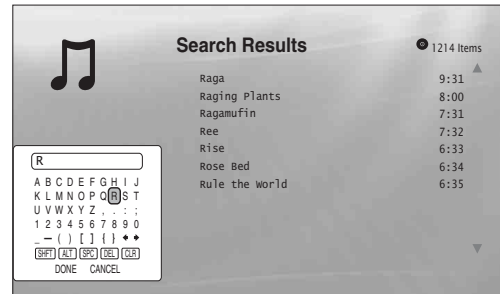 Search Results
1214 Items
Raga 9:31
Raging Plants 8:00
Ragamufin 7:31
Ree 7:32
Rise 6:33
Rose Bed 6:34
Rule the World 6:35
R
A B C D E F G H I J
K L M N O P Q R S T
U V W X Y Z , . : ;
1 2 3 4 5 6 7 8 9 0
_ — ( ) [ ] { }
SHFT ALT SPC DEL CLR
DONE CANCEL